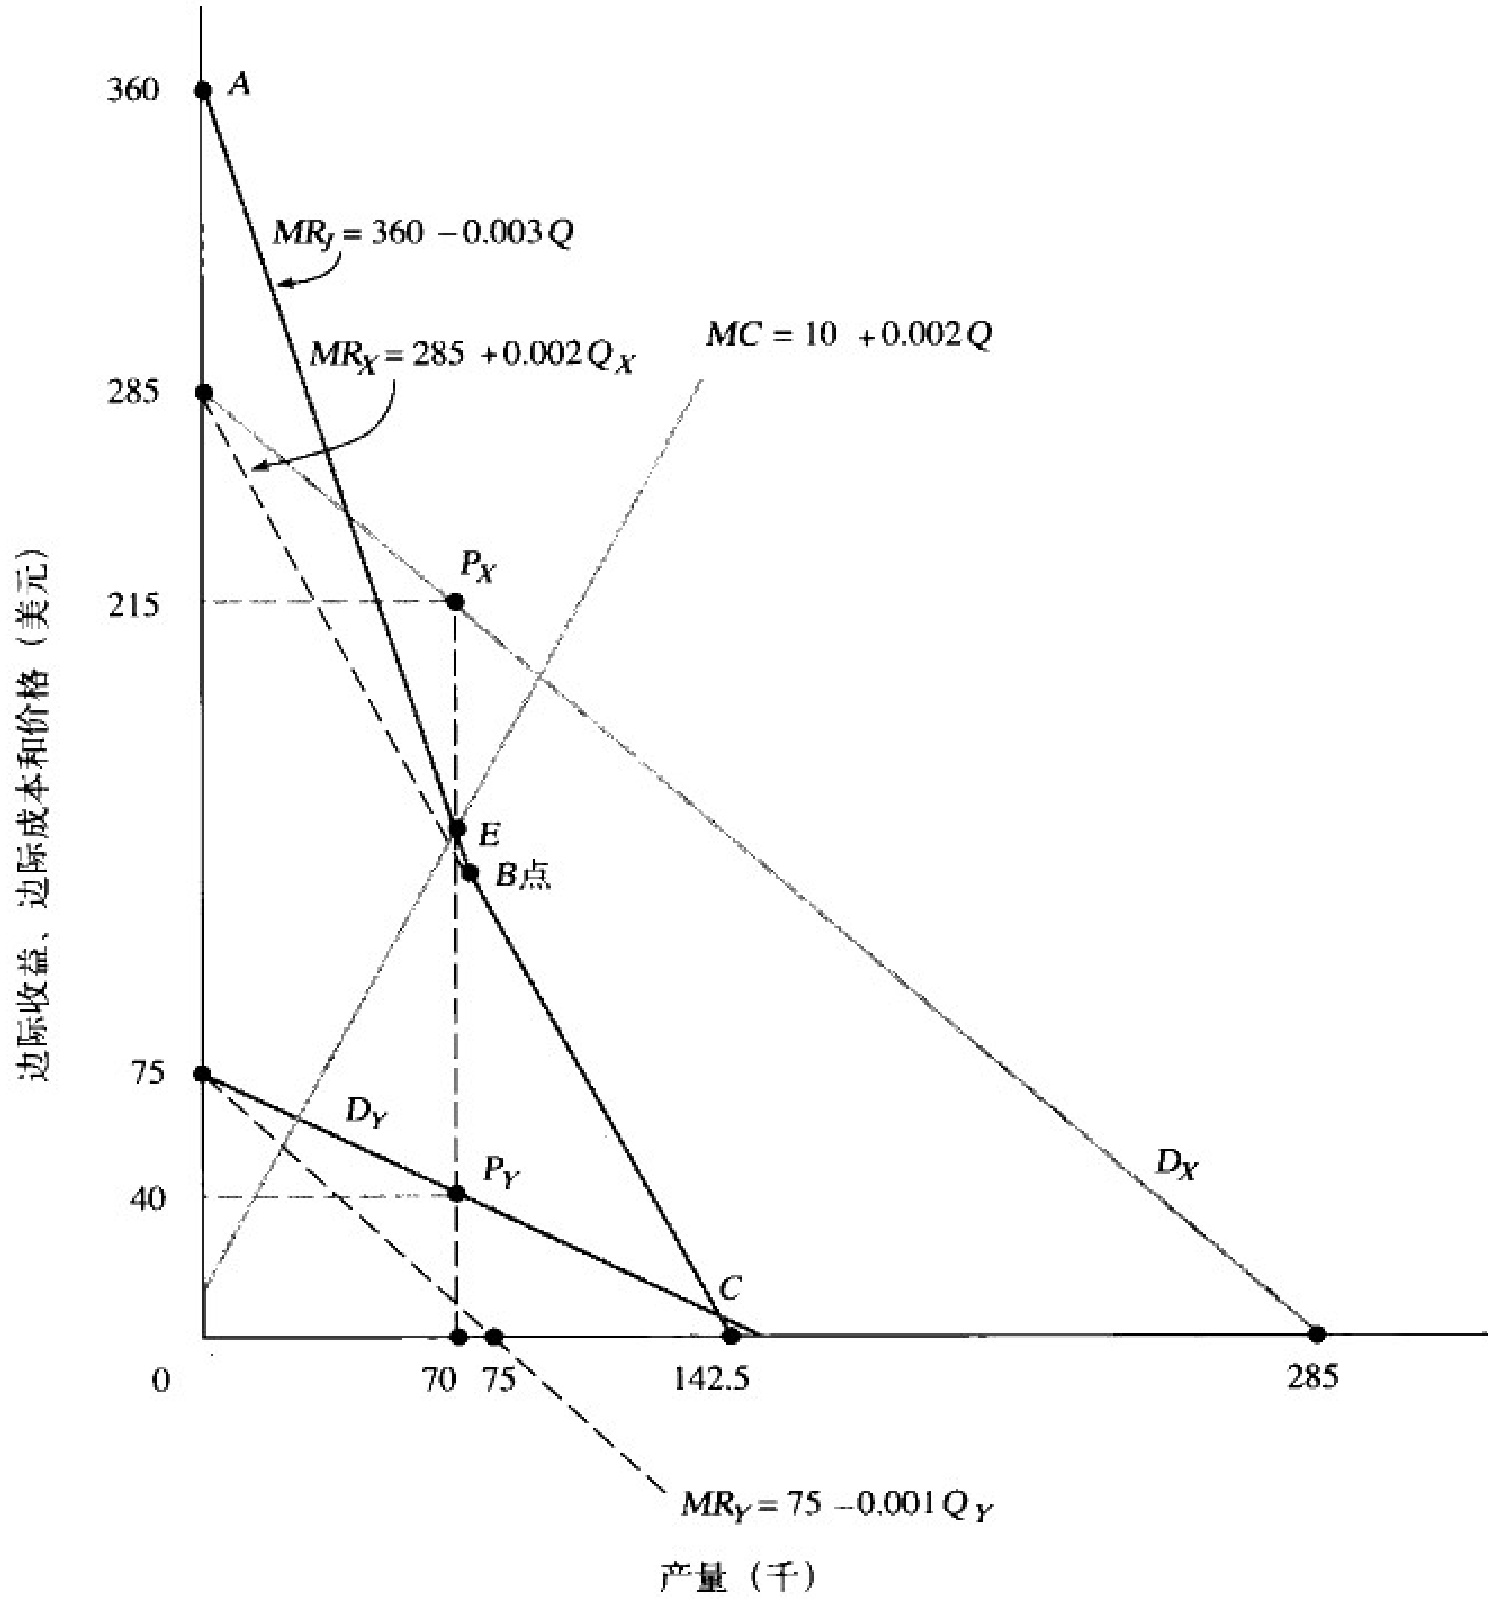 360
A
MR_J = 360 - 0.003Q
MR_X = 285 + 0.002Q_X
MC = 10 + 0.002Q
285
P_X
215
边际收益、边际成本和价格（美元）
E
B点
75
D_Y
P_Y
D_X
40
C
0
70
75
142.5
285
MR_Y = 75 - 0.001Q_Y
产量（千）